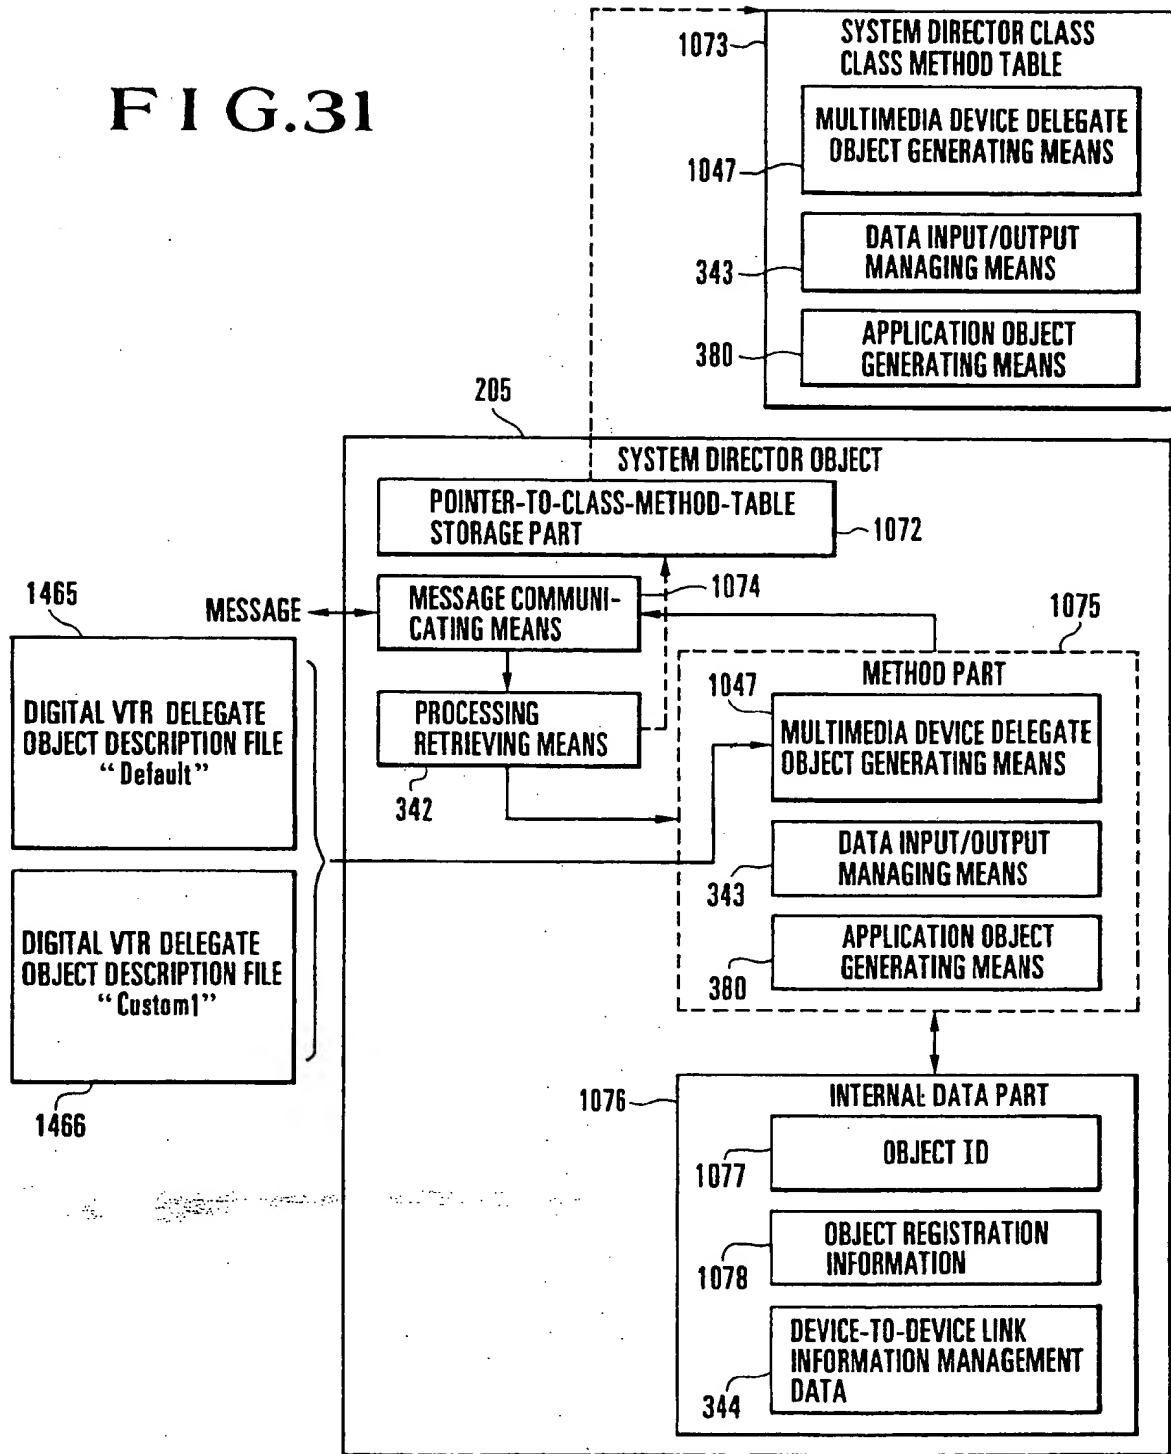 FIG.31
1073
SYSTEM DIRECTOR CLASS
CLASS METHOD TABLE
MULTIMEDIA DEVICE DELEGATE
OBJECT GENERATING MEANS
1047
DATA INPUT/OUTPUT
MANAGING MEANS
343
APPLICATION OBJECT
GENERATING MEANS
380
205
SYSTEM DIRECTOR OBJECT
POINTER-TO-CLASS-METHOD-TABLE
STORAGE PART
1072
1465
MESSAGE
MESSAGE COMMUNI-
CATING MEANS
1074
1075
DIGITAL VTR DELEGATE
OBJECT DESCRIPTION FILE
“Default”
PROCESSING
RETRIEVING MEANS
342
METHOD PART
1047
MULTIMEDIA DEVICE DELEGATE
OBJECT GENERATING MEANS
DATA INPUT/OUTPUT
MANAGING MEANS
343
DIGITAL VTR DELEGATE
OBJECT DESCRIPTION FILE
“Custom1”
1466
APPLICATION OBJECT
GENERATING MEANS
380
1076
INTERNAL DATA PART
OBJECT ID
1077
OBJECT REGISTRATION
INFORMATION
1078
DEVICE-TO-DEVICE LINK
INFORMATION MANAGEMENT
DATA
344